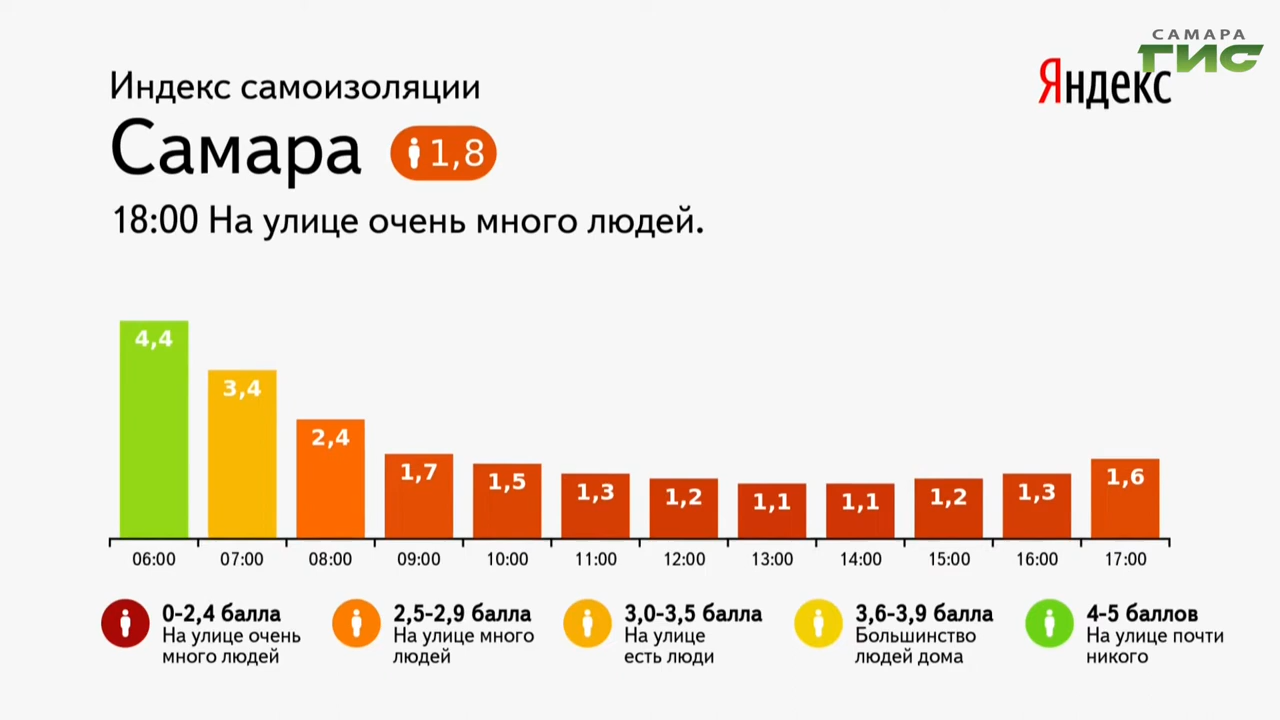 САМАРА
ГИС
Яндекс
Индекс самоизоляции
Самара 1,8
18:00 На улице очень много людей.
4,4
3,4
2,4
1,7
1,5
1,3
1,2
1,1
1,1
1,2
1,3
1,6
06:00 07:00 08:00 09:00 10:00 11:00 12:00 13:00 14:00 15:00 16:00 17:00
0-2,4 балла
На улице очень
много людей
2,5-2,9 балла
На улице много
людей
3,0-3,5 балла
На улице
есть люди
3,6-3,9 балла
Большинство
людей дома
4-5 баллов
На улице почти
никого